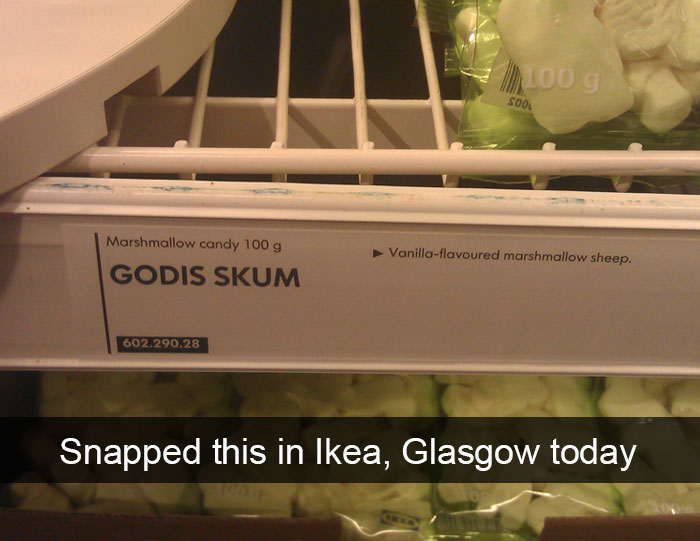 100 g
Marshmallow candy 100 g
GODIS SKUM
▶ Vanilla-flavoured marshmallow sheep.
602.290.28
Snapped this in Ikea, Glasgow today
IKEA